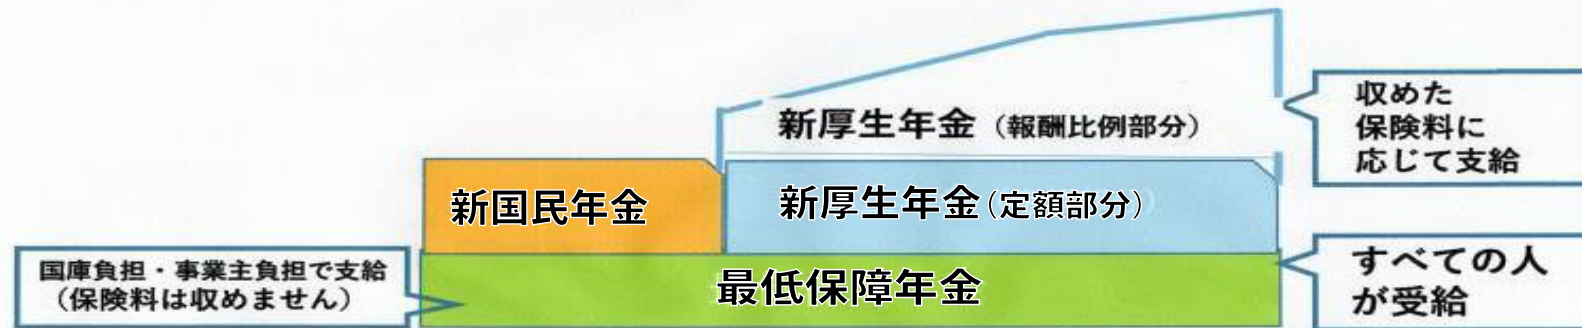 新厚生年金（報酬比例部分）
収めた
保険料に
応じて支給
新国民年金
新厚生年金（定額部分）
国庫負担・事業主負担で支給
（保険料は収めません）
最低保障年金
すべての人
が受給